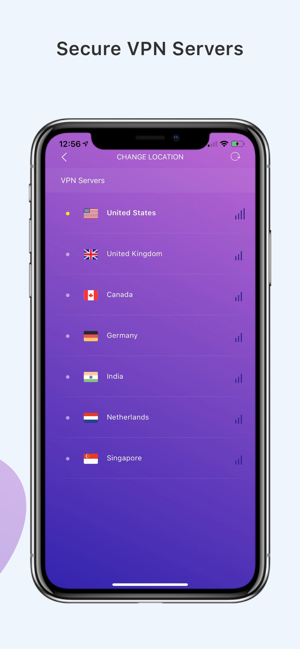 Secure VPN Servers
12:56
CHANGE LOCATION
VPN Servers
United States
United Kingdom
Canada
Germany
India
Netherlands
Singapore